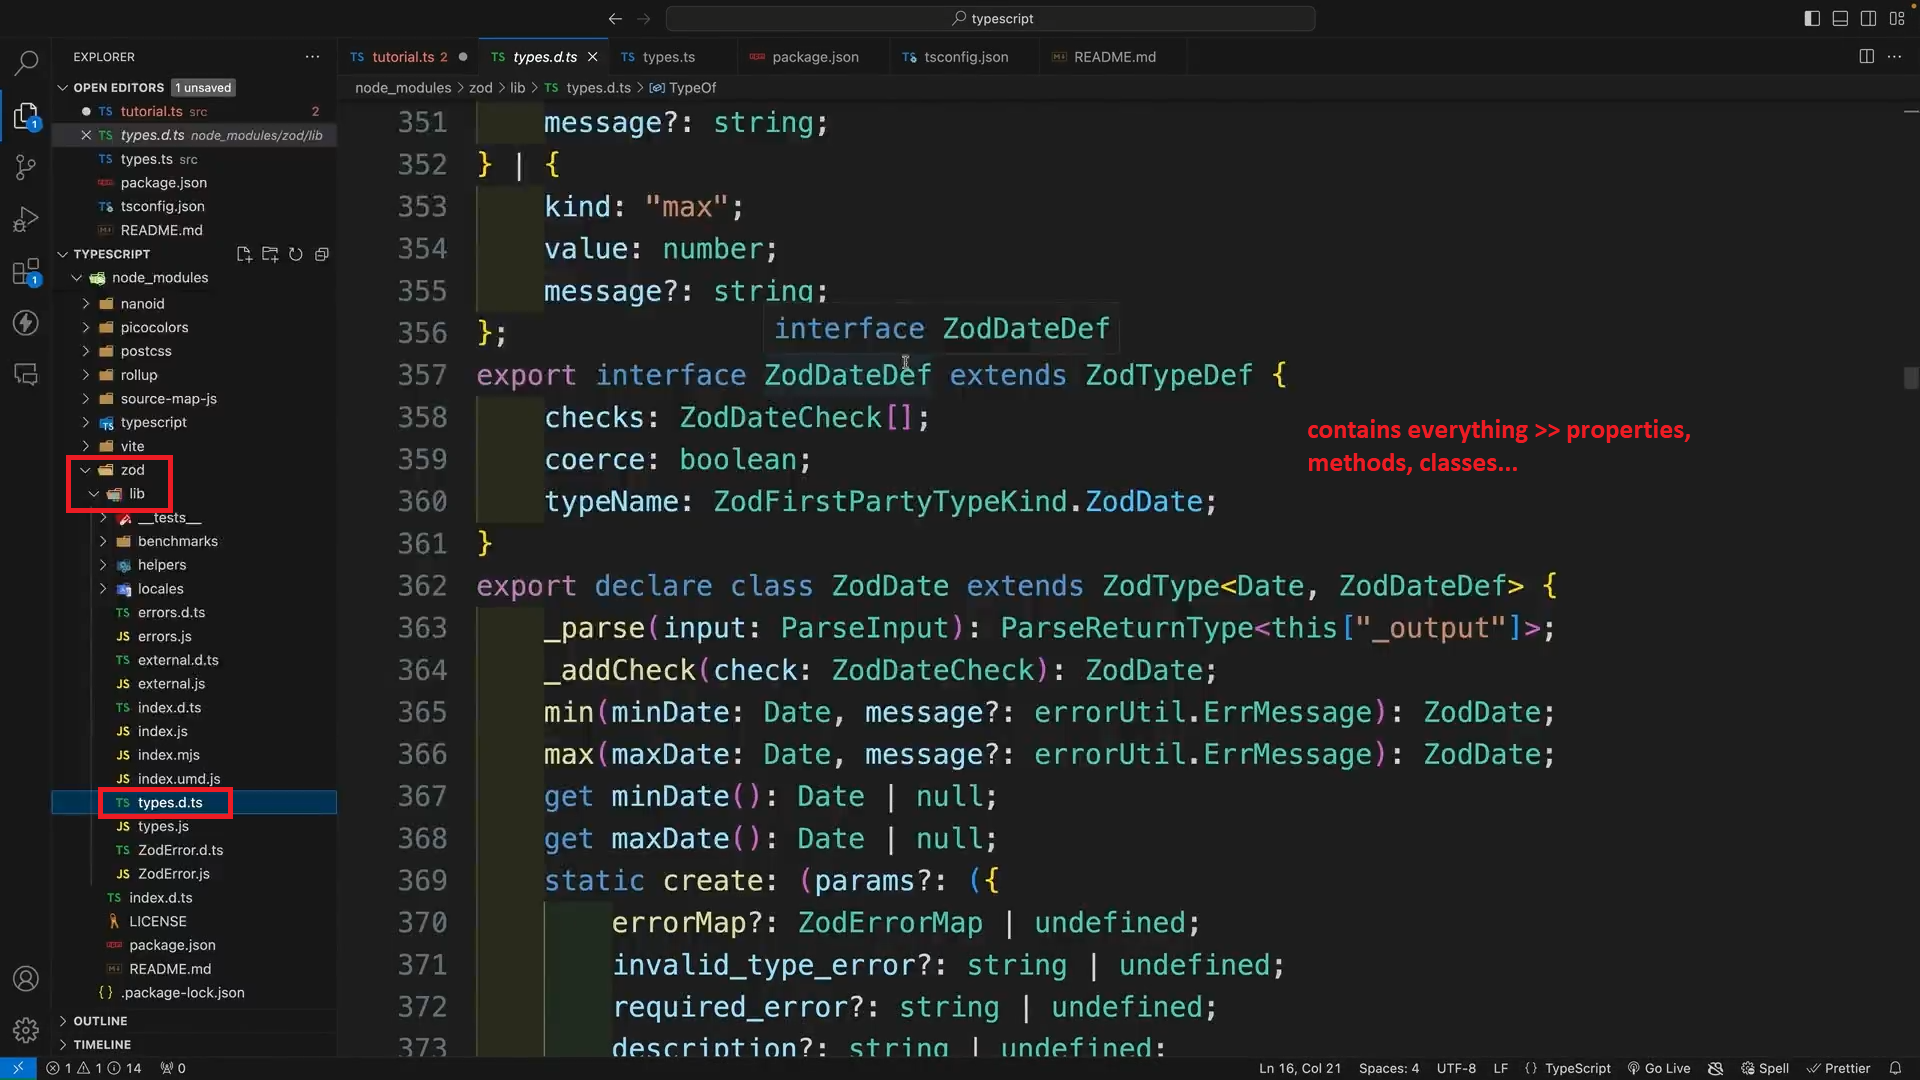 typescript
EXPLORER
OPEN EDITORS 1 unsaved
tutorial.ts src 2
types.d.ts node_modules/zod/lib
types.ts src
package.json
tsconfig.json
README.md
TYPESCRIPT
node_modules
nanoid
picocolors
postcss
rollup
source-map-js
typescript
vite
zod
lib
__tests__
benchmarks
helpers
locales
TS errors.d.ts
JS errors.js
TS external.d.ts
JS external.js
TS index.d.ts
JS index.js
JS index.mjs
JS index.umd.js
TS types.d.ts
JS types.js
TS ZodError.d.ts
JS ZodError.js
TS index.d.ts
LICENSE
package.json
README.md
{} .package-lock.json
OUTLINE
TIMELINE
TS tutorial.ts 2 TS types.d.ts TS types.ts package.json tsconfig.json README.md
node_modules > zod > lib > TS types.d.ts > TypeOf
351 message?: string;
352 } | {
353 kind: "max";
354 value: number;
355 message?: string;
356 };
interface ZodDateDef
357 export interface ZodDateDef extends ZodTypeDef {
358 checks: ZodDateCheck[];
359 coerce: boolean;
360 typeName: ZodFirstPartyTypeKind.ZodDate;
361 }
362 export declare class ZodDate extends ZodType<Date, ZodDateDef> {
363 _parse(input: ParseInput): ParseReturnType<this["_output"]>;
364 _addCheck(check: ZodDateCheck): ZodDate;
365 min(minDate: Date, message?: errorUtil.ErrMessage): ZodDate;
366 max(maxDate: Date, message?: errorUtil.ErrMessage): ZodDate;
367 get minDate(): Date | null;
368 get maxDate(): Date | null;
369 static create: (params?: ({
370 errorMap?: ZodErrorMap | undefined;
371 invalid_type_error?: string | undefined;
372 required_error?: string | undefined;
373 description?: string | undefined;
contains everything >> properties,
methods, classes...
1 1 14 0 Ln 16, Col 21 Spaces: 4 UTF-8 LF {} TypeScript Go Live Spell Prettier